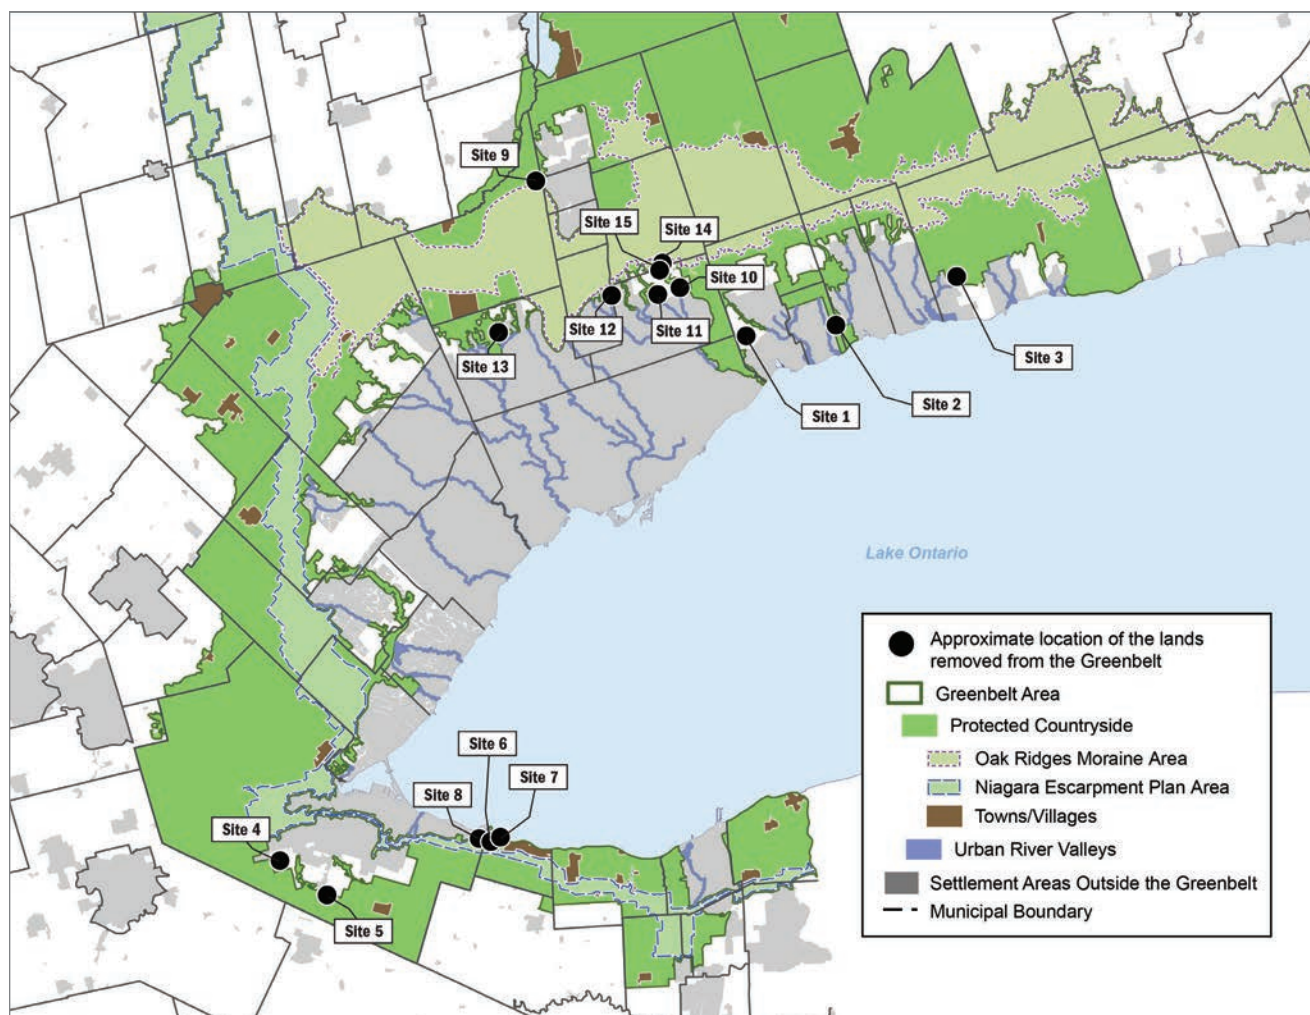 Site 9
Site 15
Site 14
Site 10
Site 12
Site 11
Site 13
Site 3
Site 2
Site 1
Lake Ontario
Site 6
Site 7
Site 8
Site 4
Site 5
Approximate location of the lands
removed from the Greenbelt
Greenbelt Area
Protected Countryside
Oak Ridges Moraine Area
Niagara Escarpment Plan Area
Towns/Villages
Urban River Valleys
Settlement Areas Outside the Greenbelt
Municipal Boundary